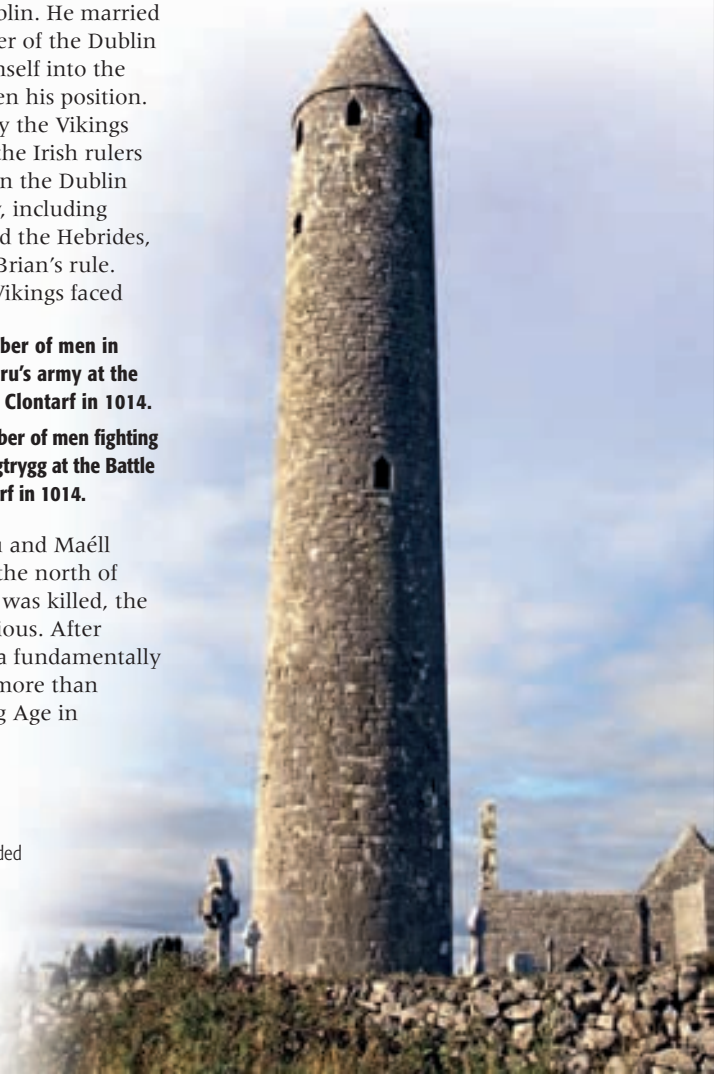 blin. He married
er of the Dublin
nself into the
en his position.
y the Vikings
the Irish rulers
n the Dublin
, including
d the Hebrides,
Brian’s rule.
Vikings faced
ber of men in
ru’s army at the
Clontarf in 1014.
ber of men fighting
gtrygg at the Battle
rf in 1014.
and Maéll
the north of
was killed, the
ious. After
a fundamentally
more than
g Age in
ded